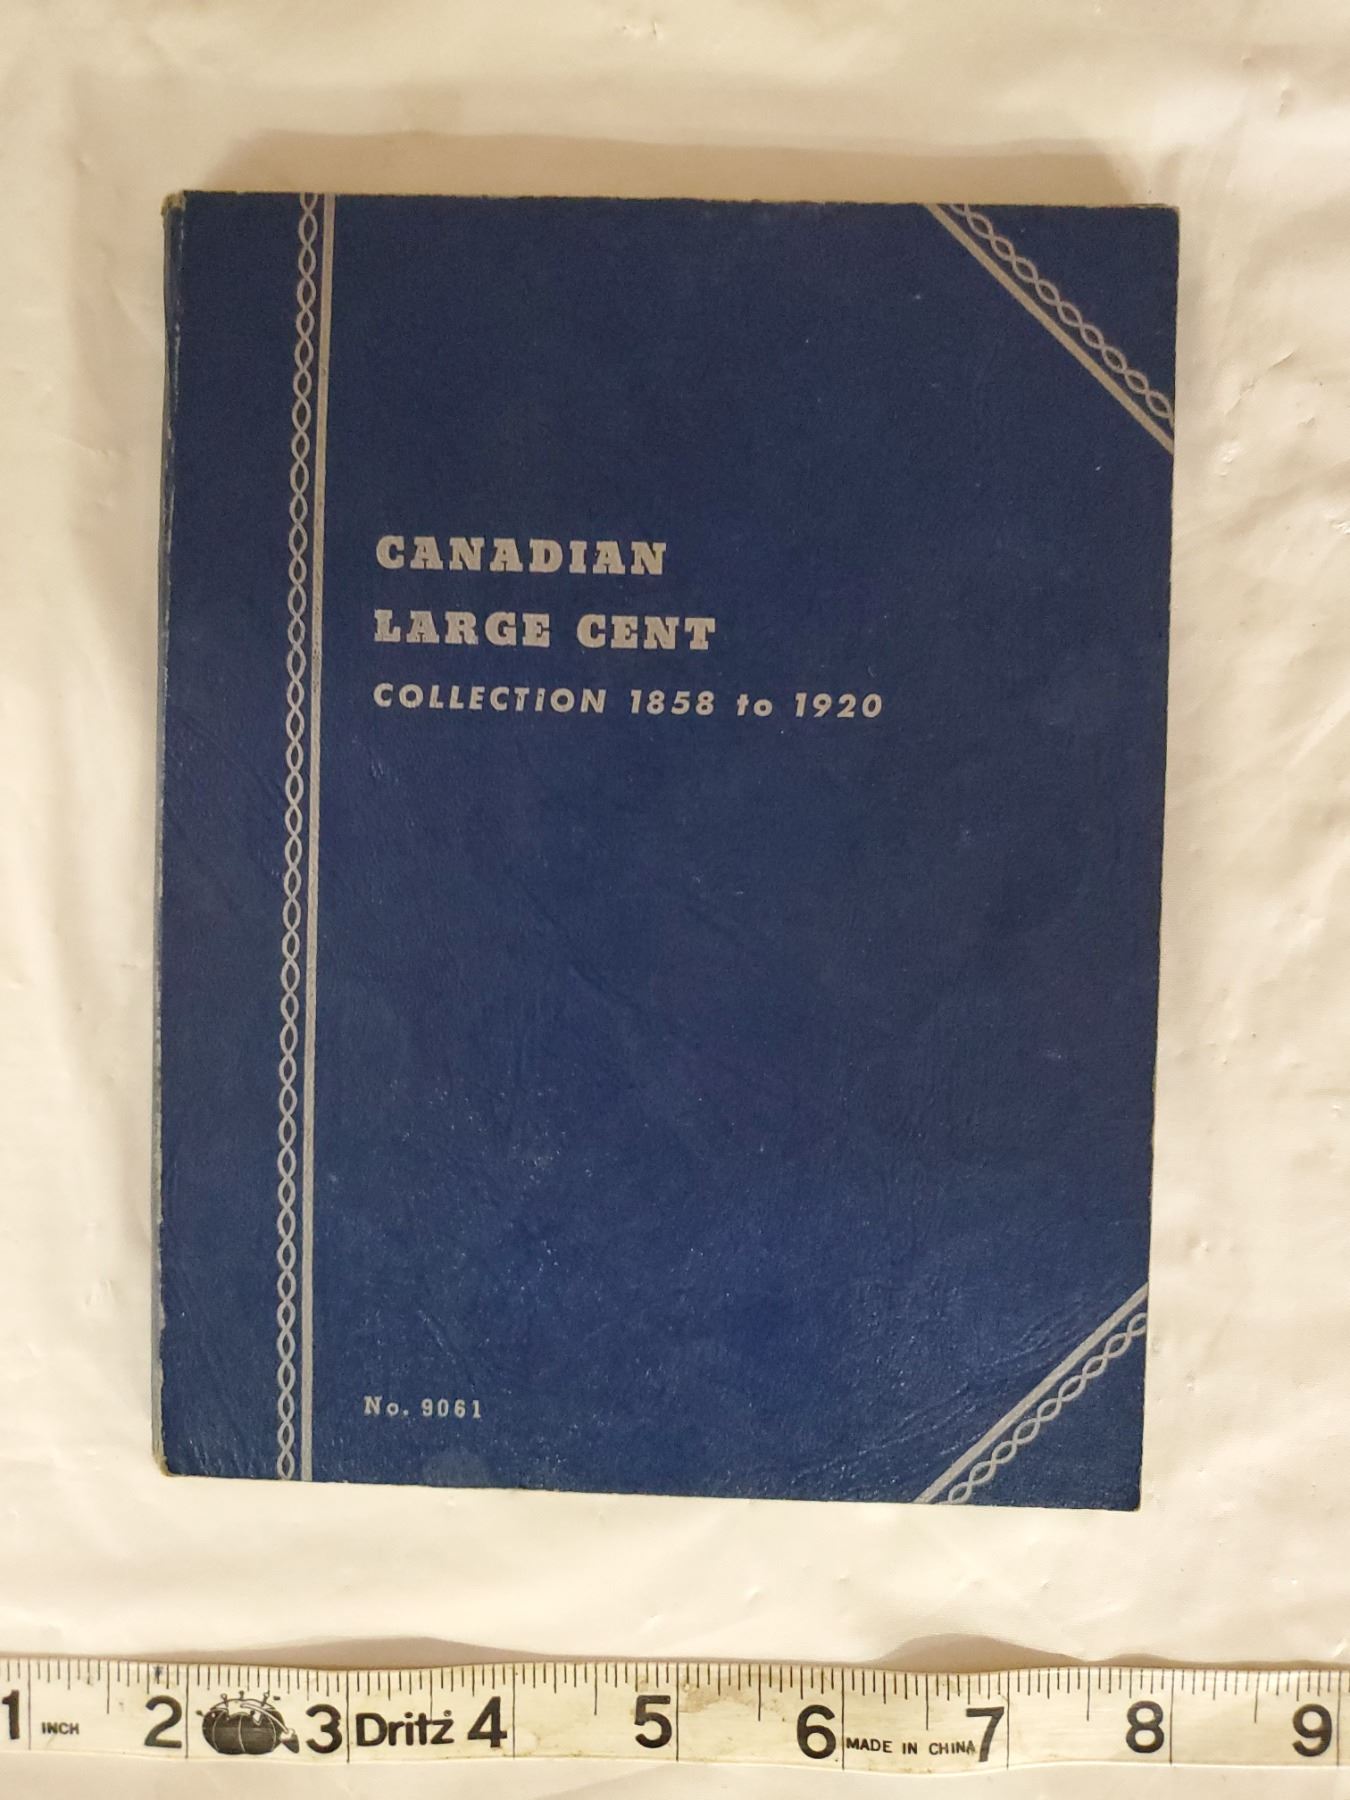 CANADIAN
LARGE CENT
COLLECTION 1858 to 1920
No. 9061
1 INCH 2 3 Dritz 4 5 6 MADE IN CHINA 7 8 9